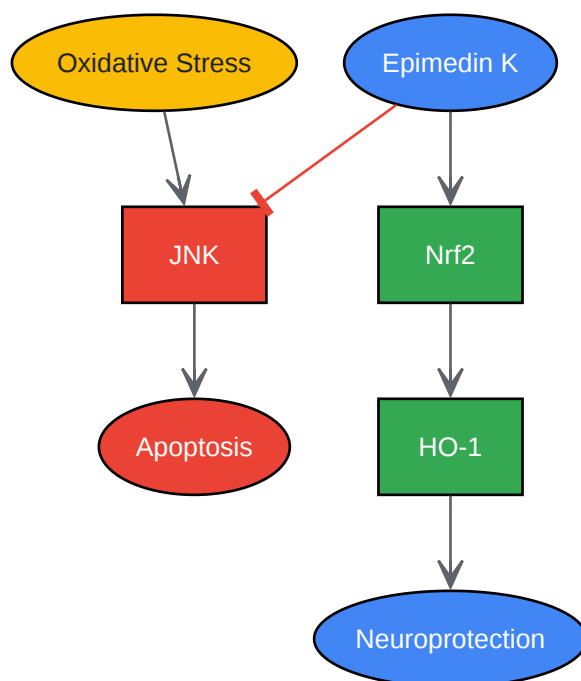 Oxidative Stress
Epimedin K
JNK
Nrf2
Apoptosis
HO-1
Neuroprotection